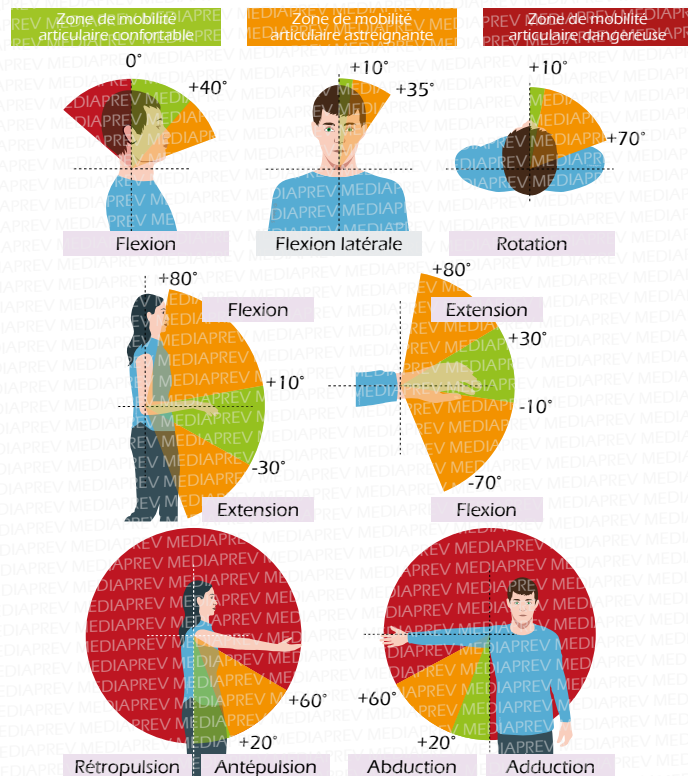 Zone de mobilité
articulaire confortable
Zone de mobilité
articulaire astreignante
Zone de mobilité
articulaire dangereuse
0°
+40°
+10°
+35°
+10°
+70°
Flexion
Flexion latérale
Rotation
+80°
Flexion
+10°
-30°
Extension
+80°
Extension
+30°
-10°
-70°
Flexion
+60°
+20°
+60°
+20°
Rétropulsion
Antépulsion
Abduction
Adduction
MEDIAPREV